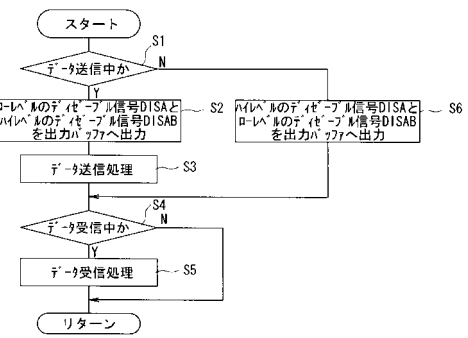 スタート
S1
データ送信中か
N
Y
ローレベルのディゼーブル信号DISAと
ハイレベルのディゼーブル信号DISAB
を出力バッファへ出力
S2
ハイレベルのディゼーブル信号DISAと
ローレベルのディゼーブル信号DISAB
を出力バッファへ出力
S6
データ送信処理
S3
S4
データ受信中か
N
Y
データ受信処理
S5
リターン